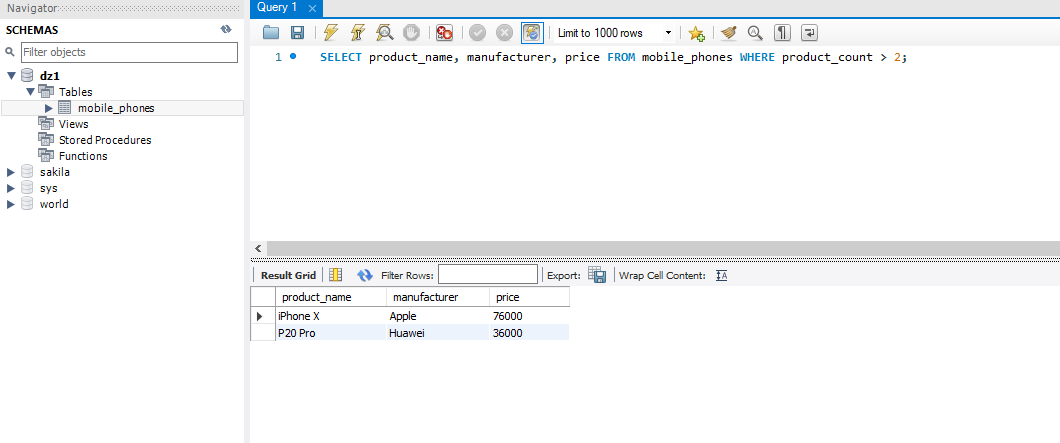 Navigator
SCHEMAS
Filter objects
dz1
Tables
mobile_phones
Views
Stored Procedures
Functions
sakila
sys
world
Query 1
Limit to 1000 rows
1 SELECT product_name, manufacturer, price FROM mobile_phones WHERE product_count > 2;
Result Grid Filter Rows: Export: Wrap Cell Content:
product_name manufacturer price
iPhone X Apple 76000
P20 Pro Huawei 36000